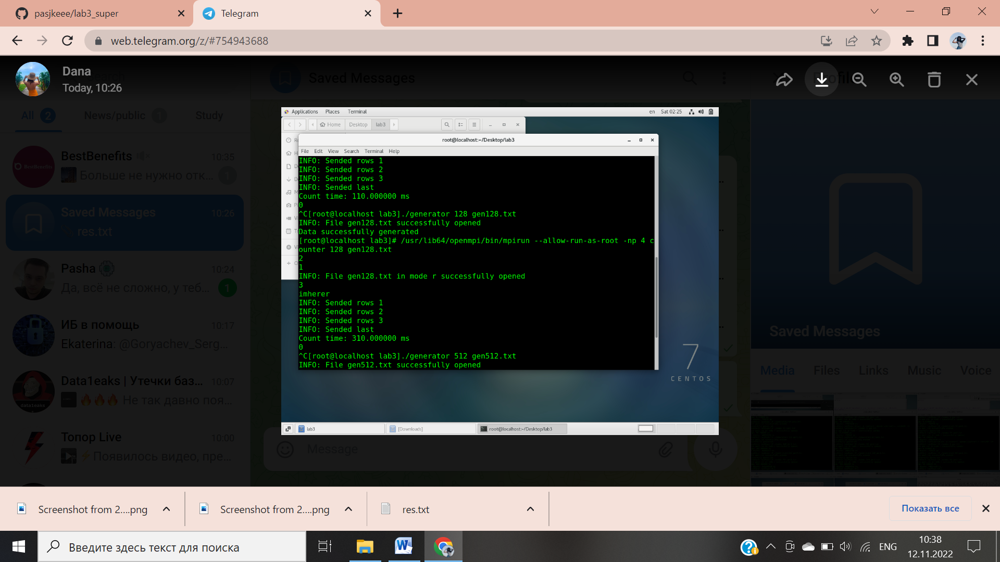 pasjkeee/lab3_super
Telegram
web.telegram.org/z/#754943688
Dana
Today, 10:26
Saved Messages
All 2
News/public 1
Study
BestBenefits
10:35
Больше не нужно отк...
1
Saved Messages
10:26
res.txt
Pasha
10:24
Да, всё не сложно, у теб...
1
ИБ в помощь
10:17
Ekaterina: @Goryachev_Serg...
Data1eaks | Утечки баз...
10:07
Не так давно поя...
Топор Live
10:00
Появилось видео, пре...
Applications Places Terminal
en Sat 02:25
Home Desktop lab3
root@localhost:~/Desktop/lab3
File Edit View Search Terminal Help
INFO: Sended rows 1
INFO: Sended rows 2
INFO: Sended rows 3
INFO: Sended last
Count time: 110.000000 ms
0
^C[root@localhost lab3]./generator 128 gen128.txt
INFO: File gen128.txt successfully opened
Data successfully generated
[root@localhost lab3]# /usr/lib64/openmpi/bin/mpirun --allow-run-as-root -np 4 c
ounter 128 gen128.txt
2
1
INFO: File gen128.txt in mode r successfully opened
3
imherer
INFO: Sended rows 1
INFO: Sended rows 2
INFO: Sended rows 3
INFO: Sended last
Count time: 310.000000 ms
0
^C[root@localhost lab3]./generator 512 gen512.txt
INFO: File gen512.txt successfully opened
7
CENTOS
lab3
[Downloads]
root@localhost:~/Desktop/lab3
Message
Saved Messages
Media Files Links Music Voice
Screenshot from 2....png
Screenshot from 2....png
res.txt
Показать все
Введите здесь текст для поиска
ENG
10:38
12.11.2022